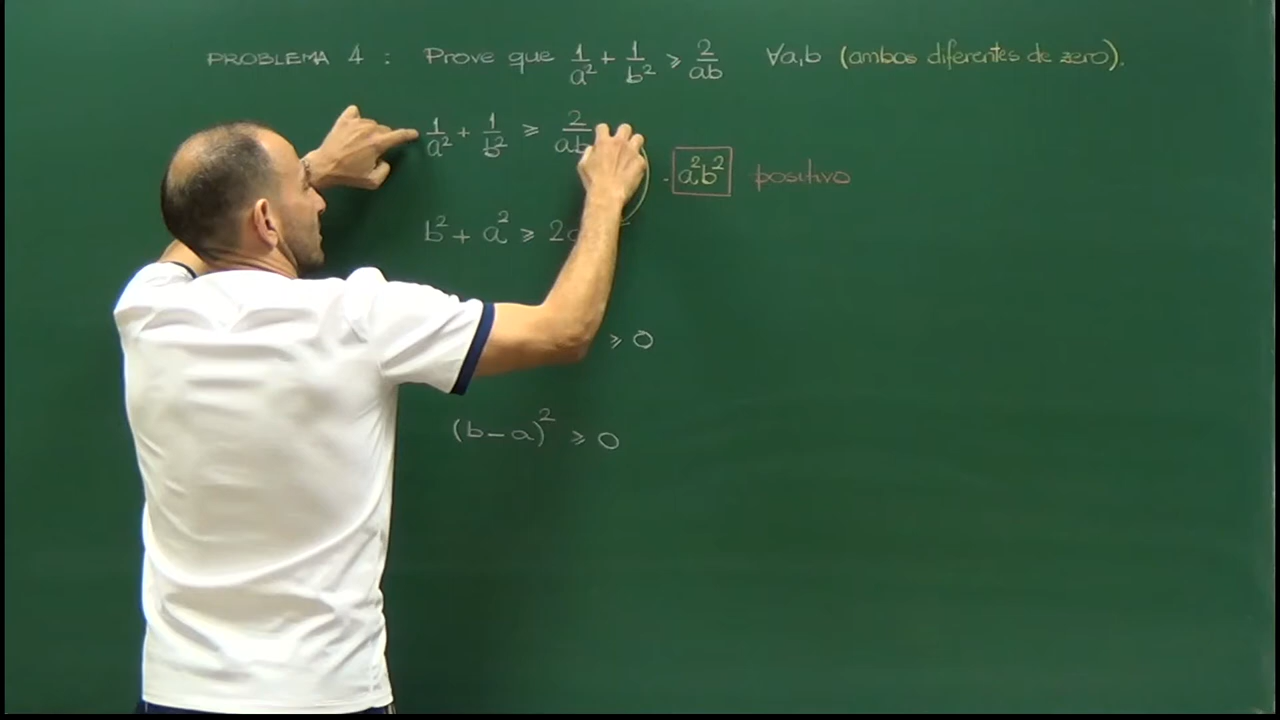 PROBLEMA 4 : Prove que 1/a² + 1/b² ≥ 2/ab ∀a,b (ambos diferentes de zero).
1/a² + 1/b² ≥ 2/ab
. a²b² positivo
b² + a² ≥ 2
≥ 0
(b – a)² ≥ 0